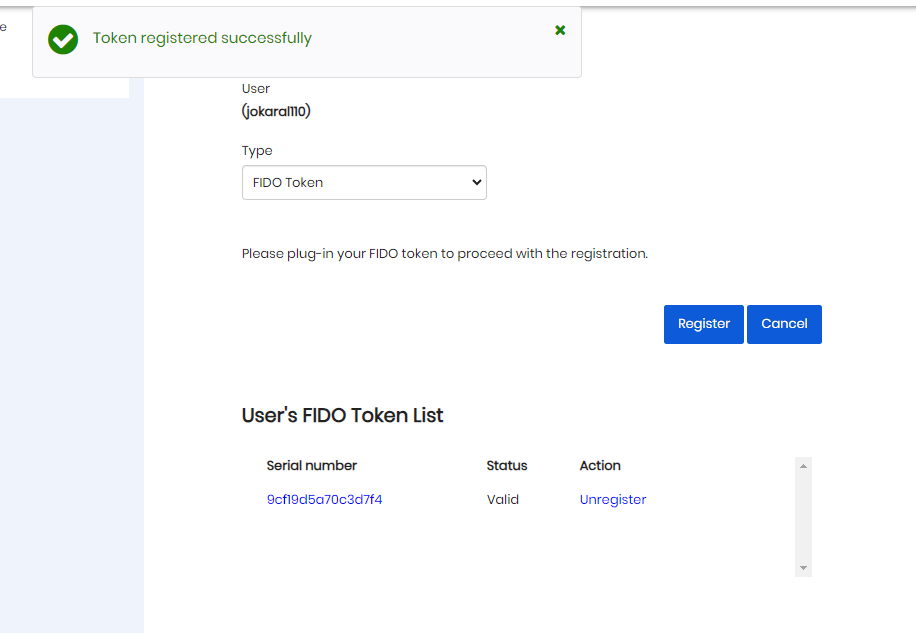 e
Token registered successfully
User
(jokaral110)
Type
FIDO Token
Please plug-in your FIDO token to proceed with the registration.
Register Cancel
User's FIDO Token List
Serial number Status Action
9cf19d5a70c3d7f4 Valid Unregister